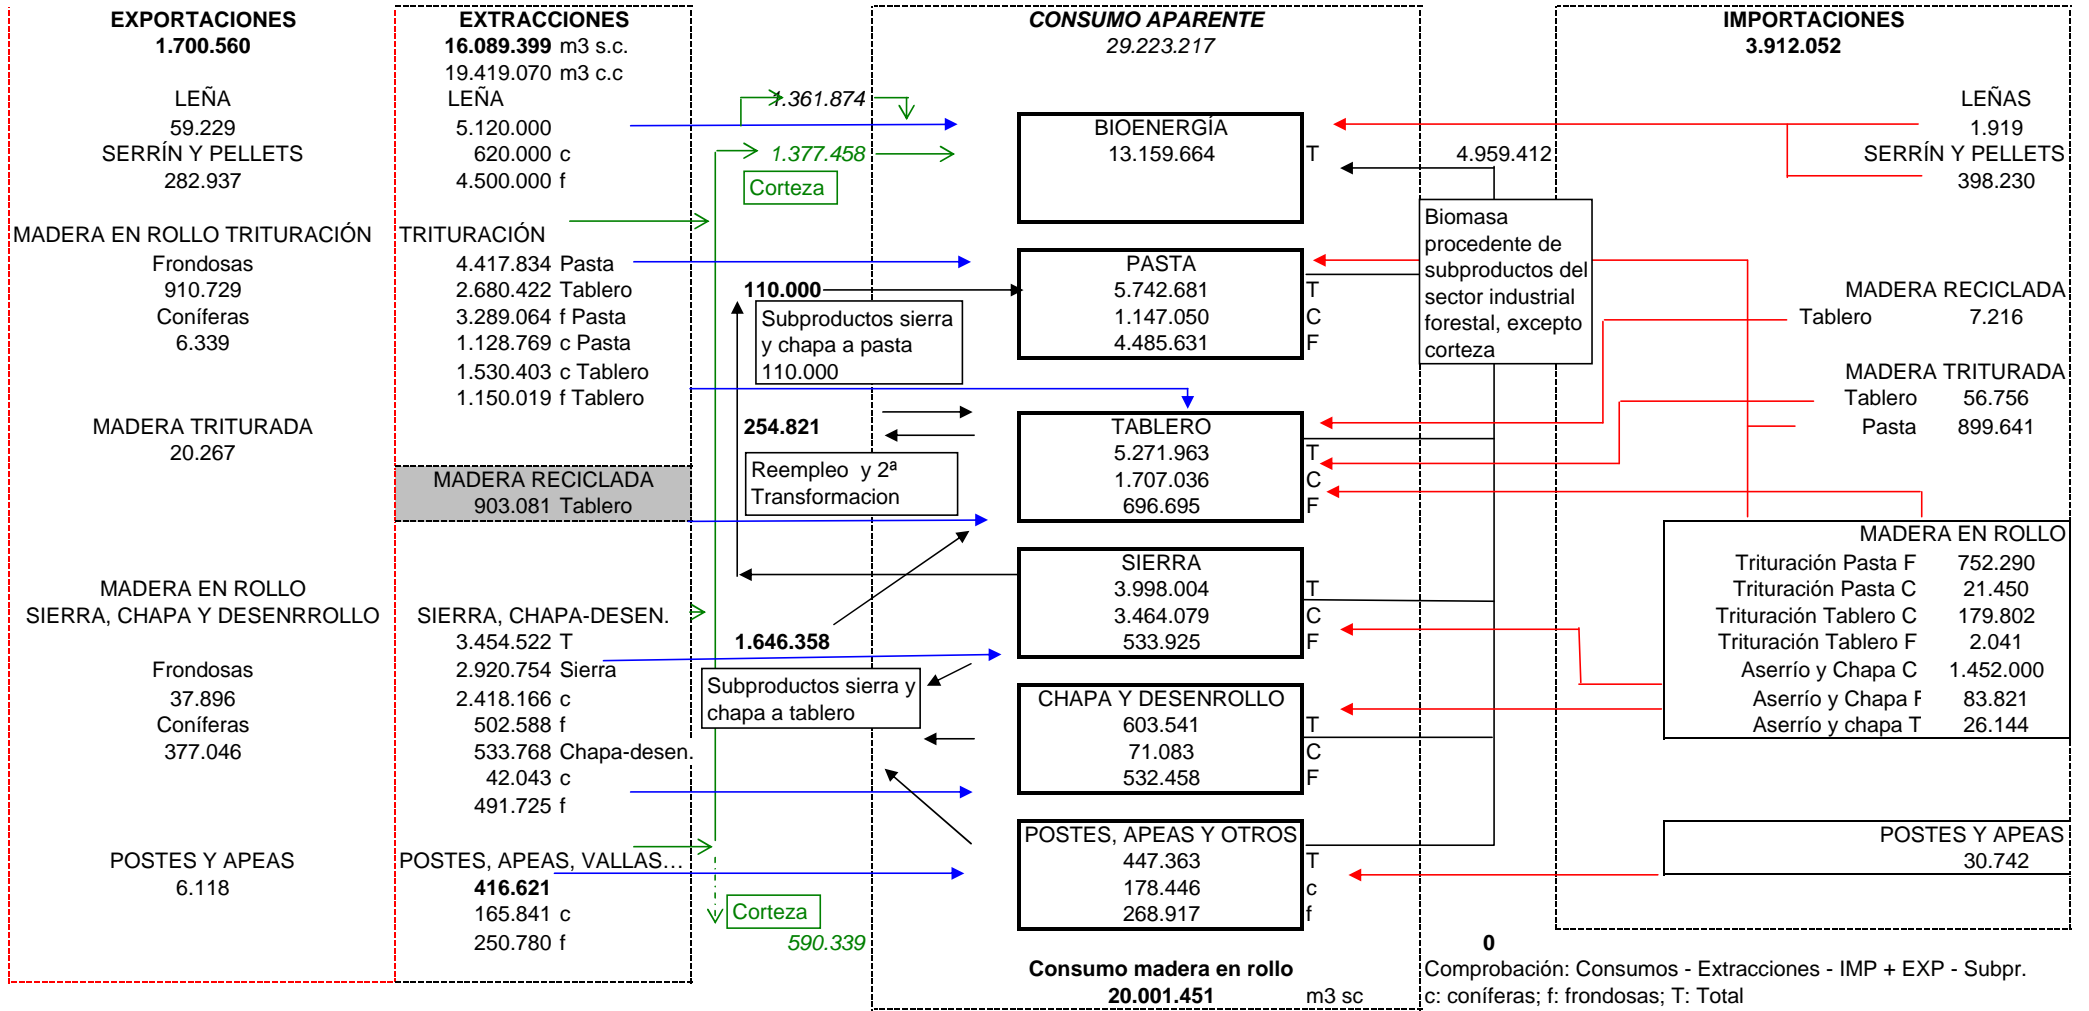 EXPORTACIONES
1.700.560
LEÑA
59.229
SERRÍN Y PELLETS
282.937
MADERA EN ROLLO TRITURACIÓN
Frondosas
910.729
Coníferas
6.339
MADERA TRITURADA
20.267
MADERA EN ROLLO
SIERRA, CHAPA Y DESENRROLLO
Frondosas
37.896
Coníferas
377.046
POSTES Y APEAS
6.118
EXTRACCIONES
16.089.399 m3 s.c.
19.419.070 m3 c.c
LEÑA
5.120.000
620.000 c
4.500.000 f
TRITURACIÓN
4.417.834 Pasta
2.680.422 Tablero
3.289.064 f Pasta
1.128.769 c Pasta
1.530.403 c Tablero
1.150.019 f Tablero
MADERA RECICLADA
903.081 Tablero
SIERRA, CHAPA-DESEN.
3.454.522 T
2.920.754 Sierra
2.418.166 c
502.588 f
533.768 Chapa-desen.
42.043 c
491.725 f
POSTES, APEAS, VALLAS…
416.621
165.841 c
250.780 f
1.361.874
1.377.458
Corteza
110.000
Subproductos sierra
y chapa a pasta
110.000
254.821
Reempleo y 2ª
Transformacion
1.646.358
Subproductos sierra y
chapa a tablero
Corteza
590.339
CONSUMO APARENTE
29.223.217
BIOENERGÍA
13.159.664 T
PASTA
5.742.681 T
1.147.050 C
4.485.631 F
TABLERO
5.271.963 T
1.707.036 C
696.695 F
SIERRA
3.998.004 T
3.464.079 C
533.925 F
CHAPA Y DESENROLLO
603.541 T
71.083 C
532.458 F
POSTES, APEAS Y OTROS
447.363 T
178.446 c
268.917 f
Consumo madera en rollo
20.001.451 m3 sc
4.959.412
Biomasa
procedente de
subproductos del
sector industrial
forestal, excepto
corteza
IMPORTACIONES
3.912.052
LEÑAS
1.919
SERRÍN Y PELLETS
398.230
MADERA RECICLADA
Tablero 7.216
MADERA TRITURADA
Tablero 56.756
Pasta 899.641
MADERA EN ROLLO
Trituración Pasta F 752.290
Trituración Pasta C 21.450
Trituración Tablero C 179.802
Trituración Tablero F 2.041
Aserrío y Chapa C 1.452.000
Aserrío y Chapa F 83.821
Aserrío y chapa T 26.144
POSTES Y APEAS
30.742
0
Comprobación: Consumos - Extracciones - IMP + EXP - Subpr.
c: coníferas; f: frondosas; T: Total